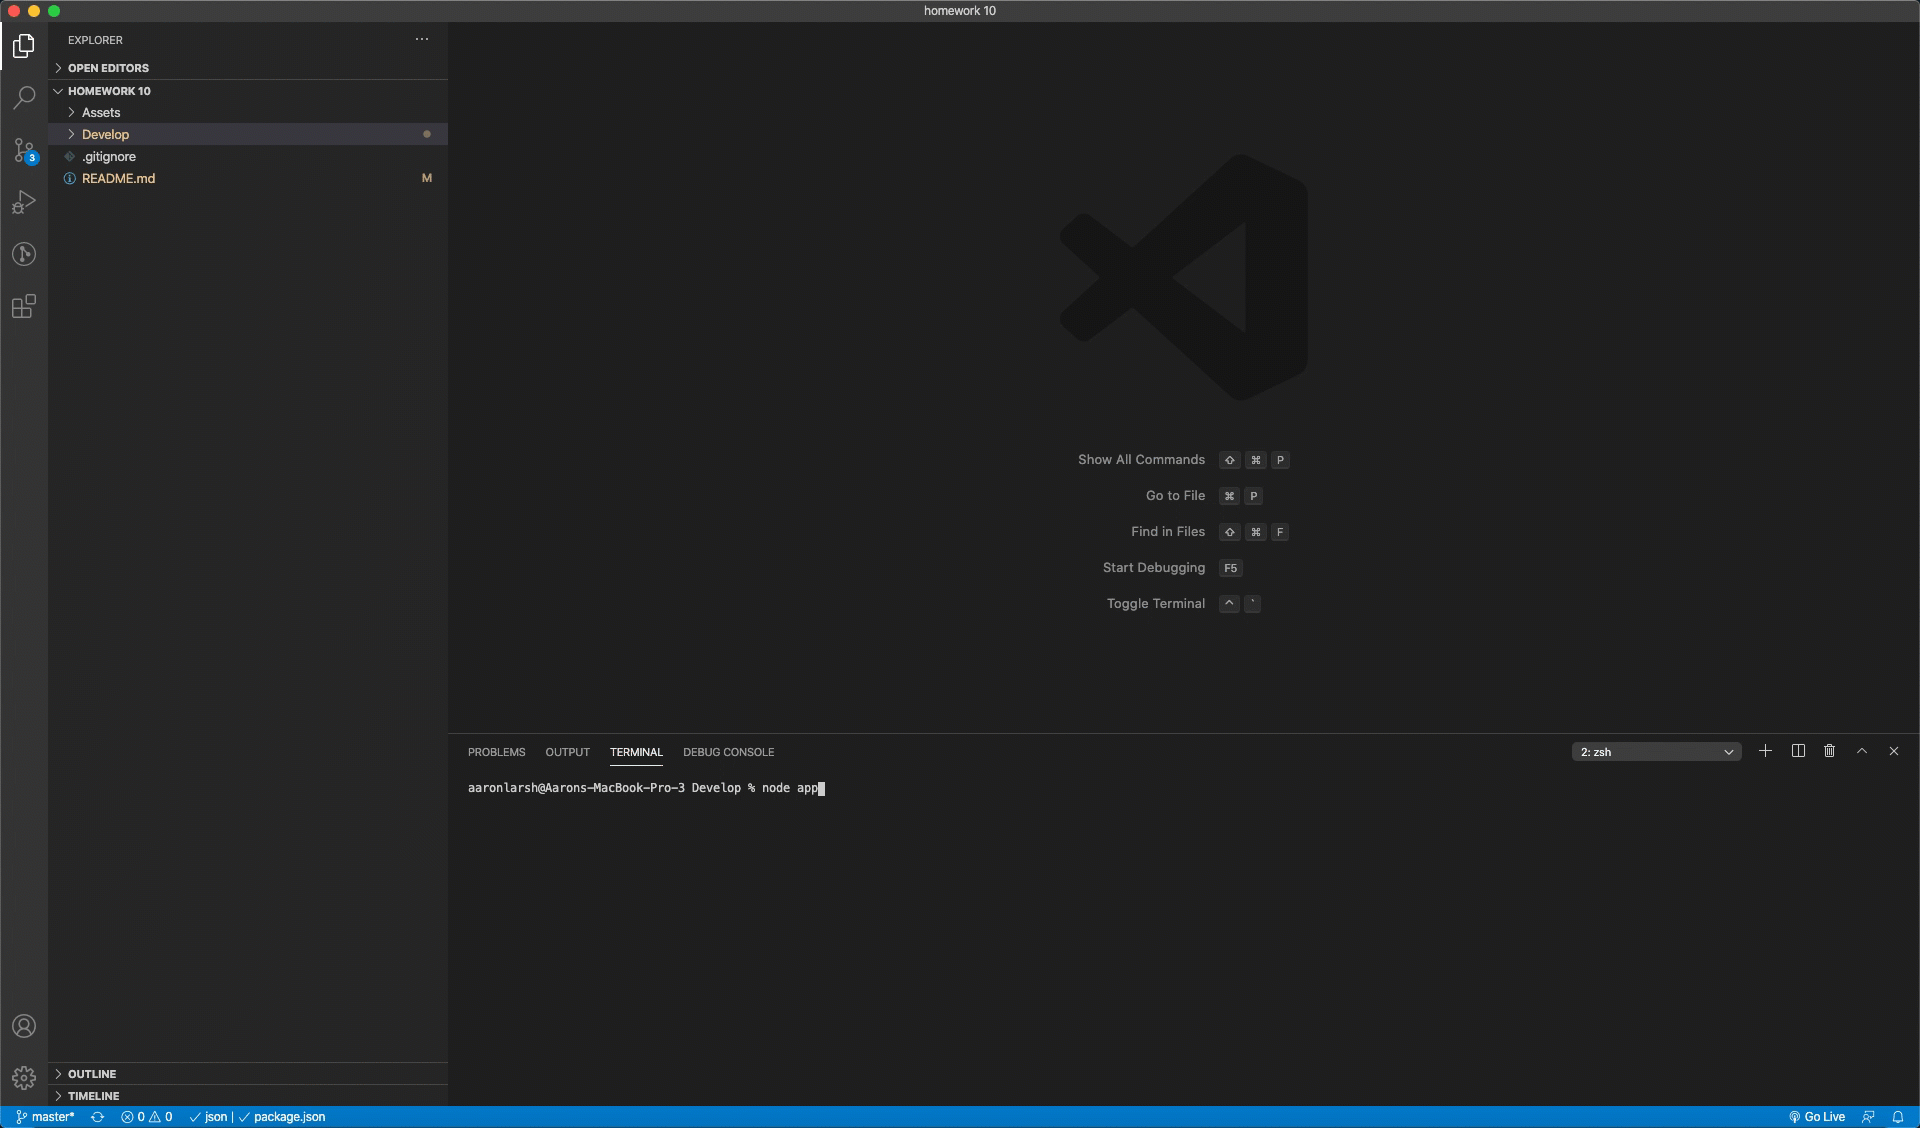 homework 10
EXPLORER
OPEN EDITORS
HOMEWORK 10
Assets
Develop
.gitignore
README.md M
3
Show All Commands ⇧ ⌘ P
Go to File ⌘ P
Find in Files ⇧ ⌘ F
Start Debugging F5
Toggle Terminal ^ `
PROBLEMS OUTPUT TERMINAL DEBUG CONSOLE 2: zsh
aaronlarsh@Aarons-MacBook-Pro-3 Develop % node app
OUTLINE
TIMELINE
master* 0 0 json | package.json Go Live